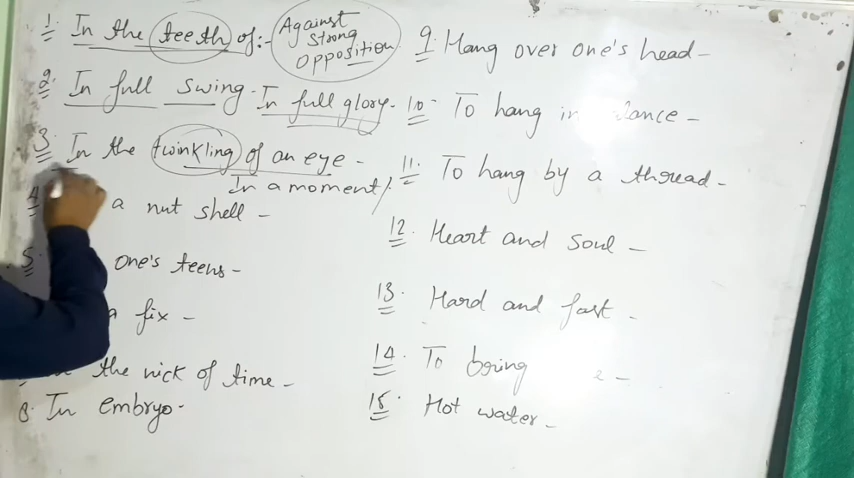 1. In the teeth of:- Against Strong Opposition
2. In full swing. In full glory.
3. In the twinkling of an eye - In a moment/.
4. a nut shell -
5. one's teens -
a fix -
the nick of time -
8. In embryo.
9. Hang over one's head -
10. To hang in -
11. To hang by a thread -
12. Heart and soul -
13. Hard and fast -
14. To bring -
15. Hot water -